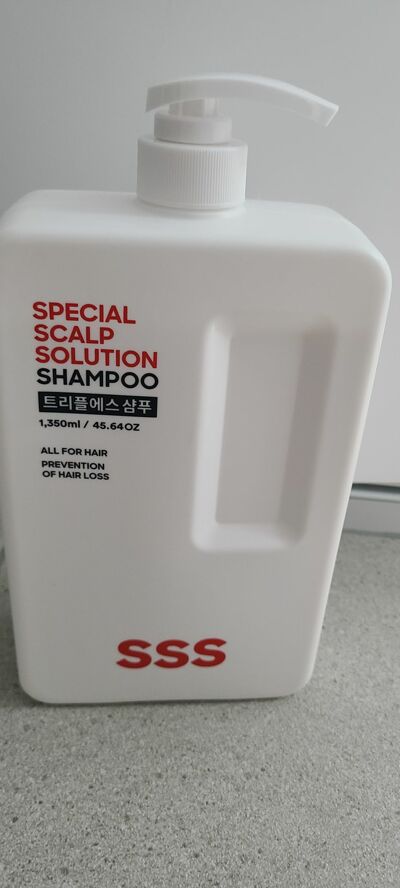 SPECIAL
SCALP
SOLUTION
SHAMPOO
트리플에스샴푸
1,350ml / 45.64OZ
ALL FOR HAIR
PREVENTION
OF HAIR LOSS
SSS